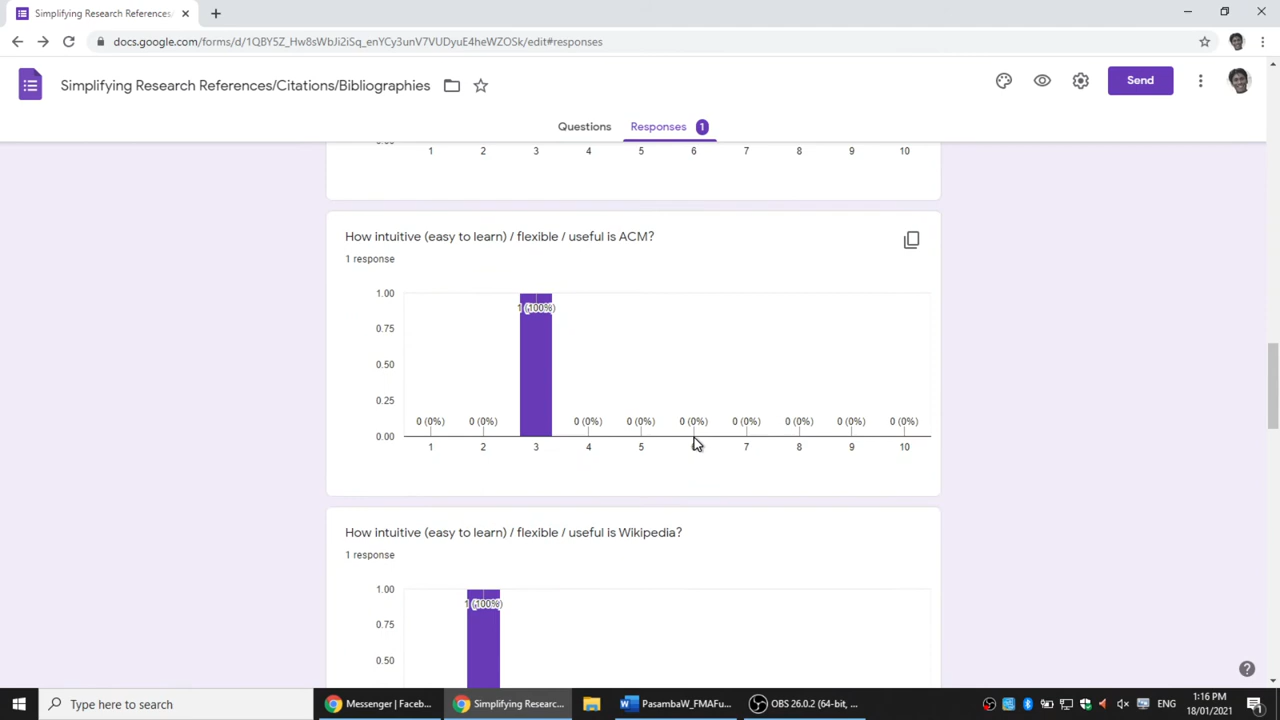 Simplifying Research References
docs.google.com/forms/d/1QBY5Z_Hw8sWbJi2iSq_enYCy3unV7VUDyuE4heWZOSk/edit#responses
Simplifying Research References/Citations/Bibliographies
Send
Questions
Responses 1
1 2 3 4 5 6 7 8 9 10
How intuitive (easy to learn) / flexible / useful is ACM?
1 response
1.00
1 (100%)
0.75
0.50
0.25
0 (0%) 0 (0%) 0 (0%) 0 (0%) 0 (0%) 0 (0%) 0 (0%) 0 (0%) 0 (0%)
0.00
1 2 3 4 5 7 8 9 10
How intuitive (easy to learn) / flexible / useful is Wikipedia?
1 response
1.00
1 (100%)
0.75
0.50
Type here to search
Messenger | Faceb...
Simplifying Researc...
PasambaW_FMAFu...
OBS 26.0.2 (64-bit, ...
1:16 PM
18/01/2021
1